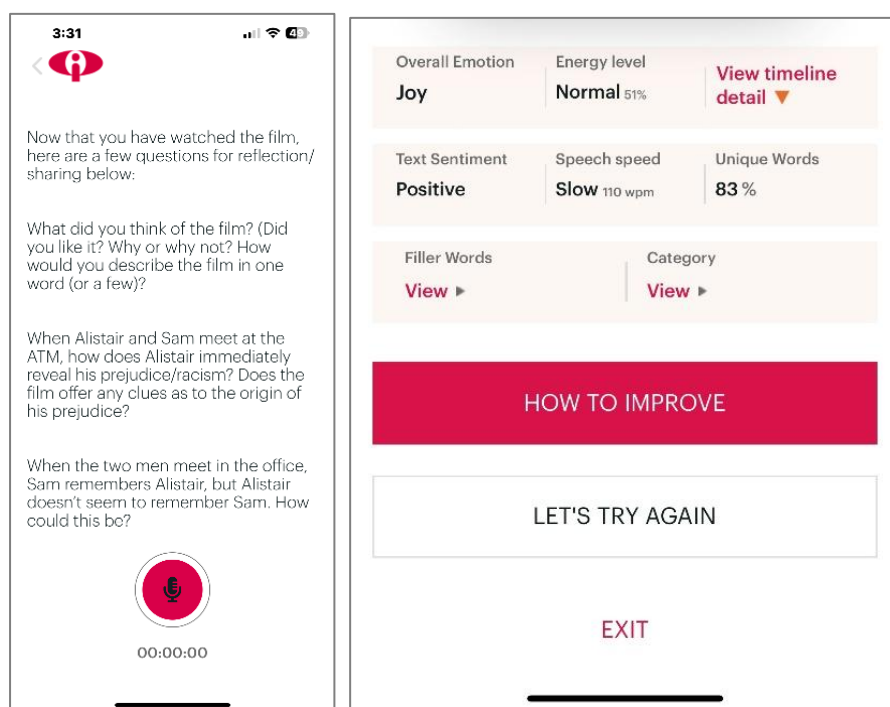 3:31
49
Now that you have watched the film,
here are a few questions for reflection/
sharing below:
What did you think of the film? (Did
you like it? Why or why not? How
would you describe the film in one
word (or a few)?
When Alistair and Sam meet at the
ATM, how does Alistair immediately
reveal his prejudice/racism? Does the
film offer any clues as to the origin of
his prejudice?
When the two men meet in the office,
Sam remembers Alistair, but Alistair
doesn't seem to remember Sam. How
could this be?
00:00:00
Overall Emotion
Joy
Energy level
Normal 51%
View timeline
detail ▼
Text Sentiment
Positive
Speech speed
Slow 110 wpm
Unique Words
83 %
Filler Words
View ▶
Category
View ▶
HOW TO IMPROVE
LET'S TRY AGAIN
EXIT